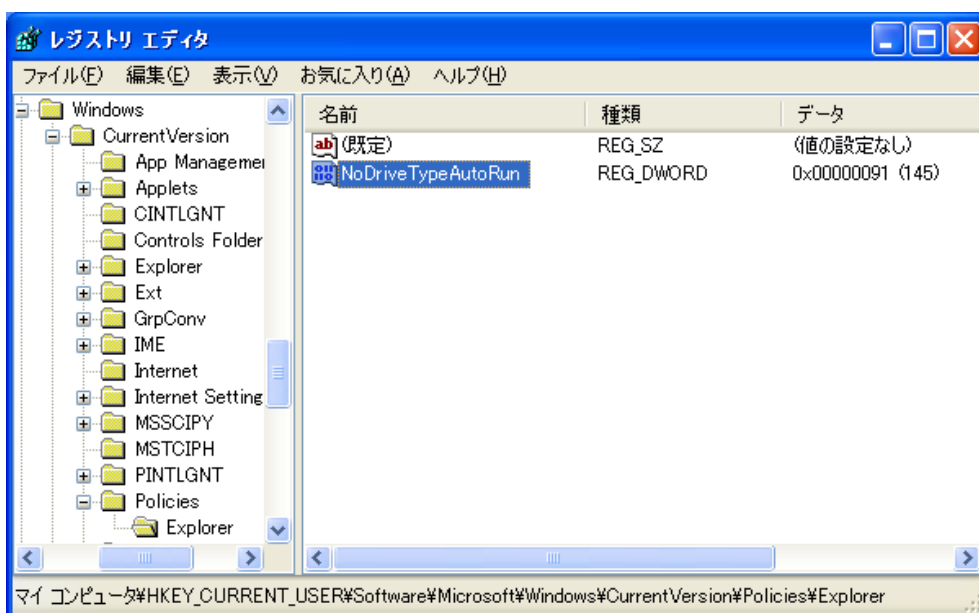 レジストリ エディタ
ファイル(F) 編集(E) 表示(V) お気に入り(A) ヘルプ(H)
Windows
CurrentVersion
App Managemen
Applets
CINTLGNT
Controls Folder
Explorer
Ext
GrpConv
IME
Internet
Internet Setting
MSSCIPY
MSTCIPH
PINTLGNT
Policies
Explorer
名前 種類 データ
ab (既定) REG_SZ (値の設定なし)
NoDriveTypeAutoRun REG_DWORD 0x00000091 (145)
マイ コンピュータ¥HKEY_CURRENT_USER¥Software¥Microsoft¥Windows¥CurrentVersion¥Policies¥Explorer